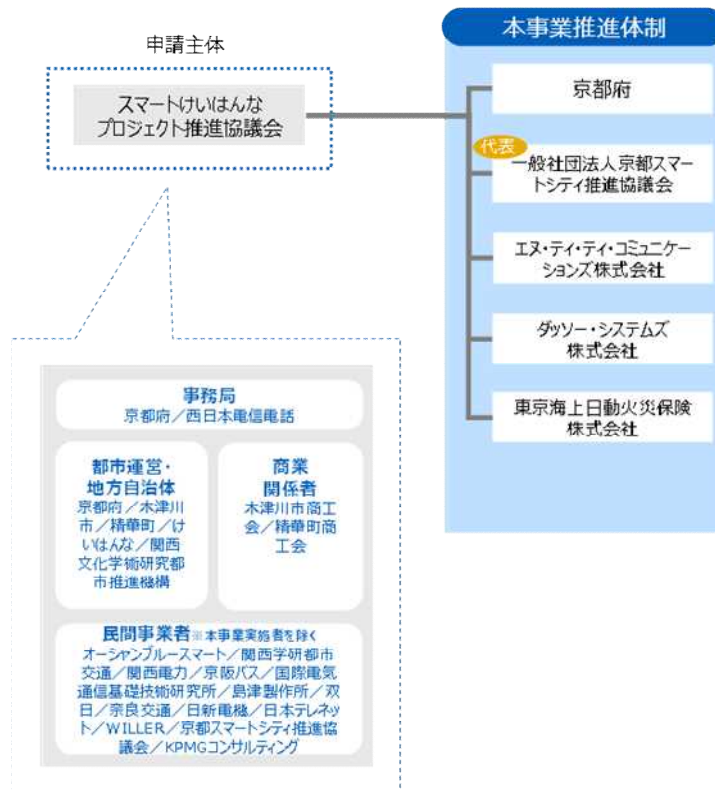 申請主体
スマートけいはんな
プロジェクト推進協議会
本事業推進体制
京都府
代表
一般社団法人京都スマー
トシティ推進協議会
エヌ・ティ・ティ・コミュニケー
ションズ株式会社
ダッソー・システムズ
株式会社
東京海上日動火災保険
株式会社
事務局
京都府／西日本電信電話
都市運営・
地方自治体
京都府／木津川
市／精華町／け
いはんな／関西
文化学術研究都
市推進機構
商業
関係者
木津川市商工
会／精華町商
工会
民間事業者※本事業実施者を除く
オーシャンブルースマート／関西学研都市
交通／関西電力／京阪バス／国際電気
通信基礎技術研究所／島津製作所／双
日／奈良交通／日新電機／日本テレネッ
ト／WILLER／京都スマートシティ推進協
議会／KPMGコンサルティング